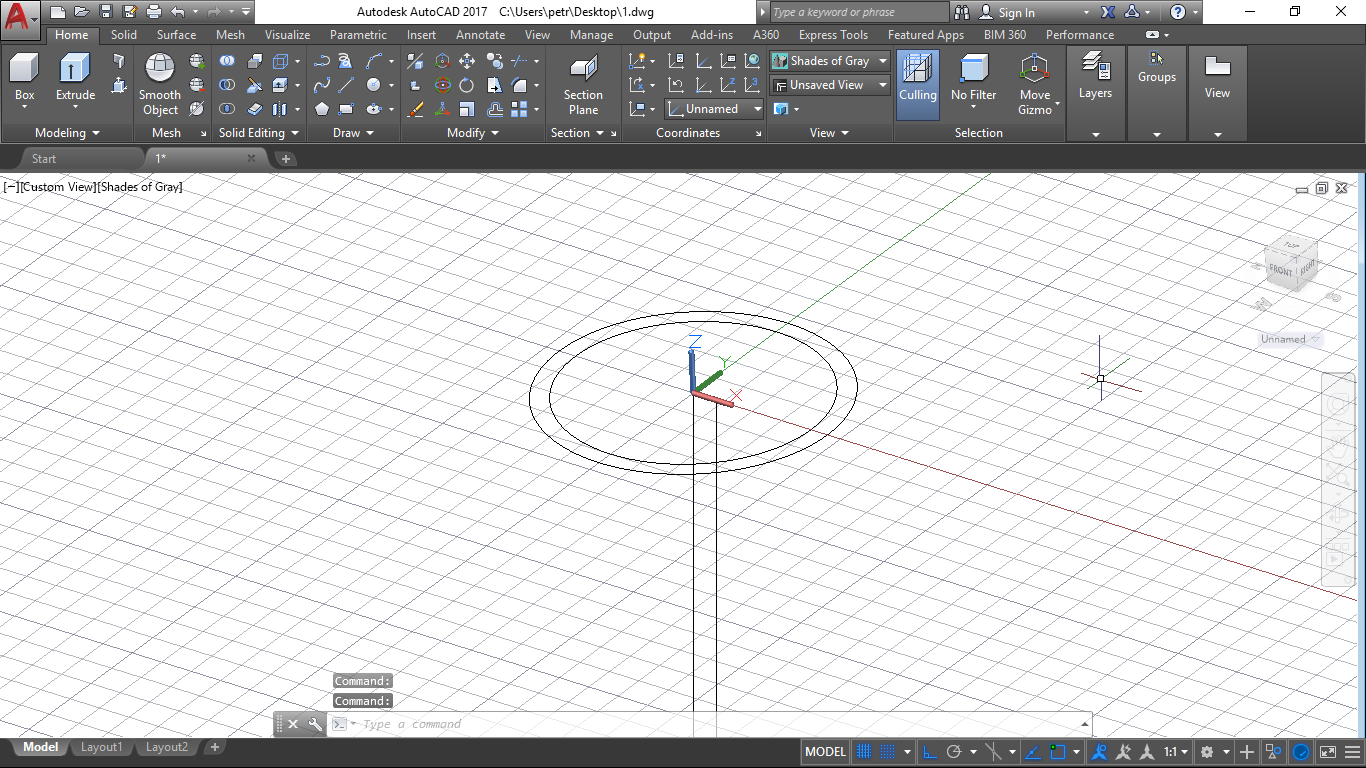 Autodesk AutoCAD 2017 C:\Users\petr\Desktop\1.dwg Type a keyword or phrase Sign In
Home Solid Surface Mesh Visualize Parametric Insert Annotate View Manage Output Add-ins A360 Express Tools Featured Apps BIM 360 Performance
Box Extrude Smooth Object Section Plane Shades of Gray Unsaved View Unnamed Culling No Filter Move Gizmo Layers Groups View
Modeling Mesh Solid Editing Draw Modify Section Coordinates View Selection
Start 1*
[−][Custom View][Shades of Gray]
TOP
FRONT RIGHT
Unnamed
Z
Y
X
Command:
Command:
Type a command
Model Layout1 Layout2 MODEL 1:1